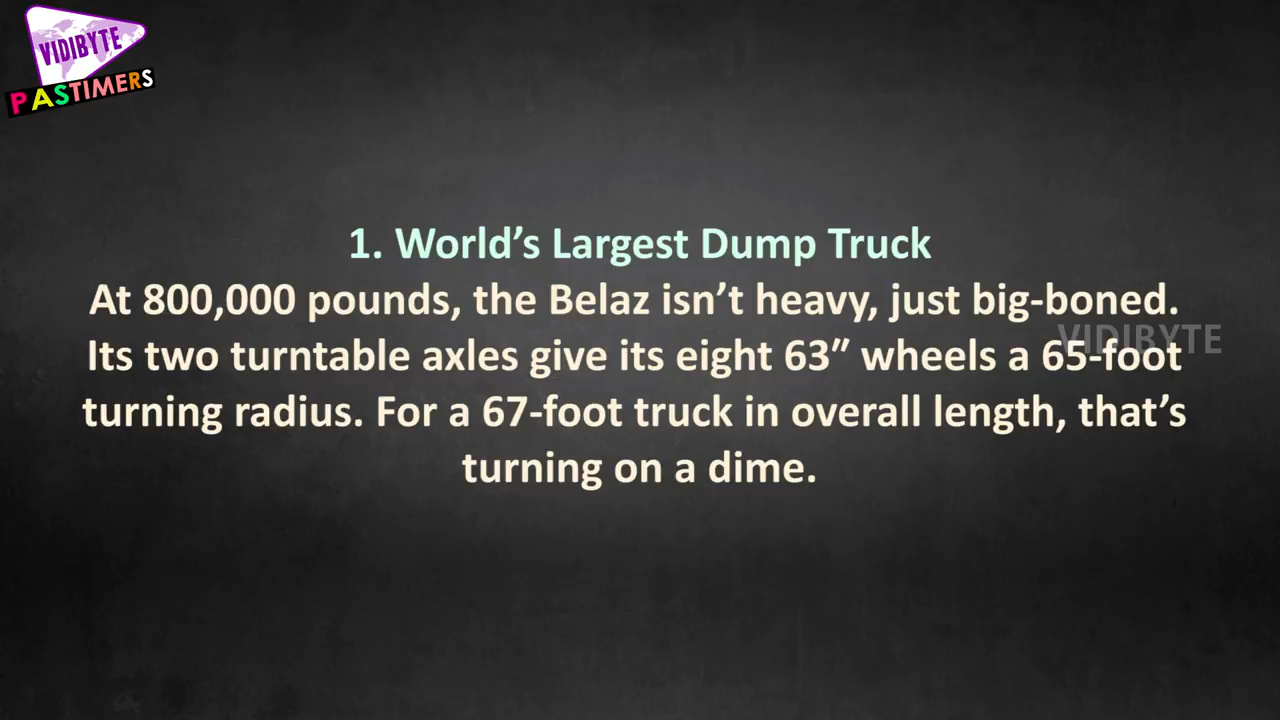 VIDIBYTE
PASTIMERS
1. World’s Largest Dump Truck
At 800,000 pounds, the Belaz isn’t heavy, just big-boned.
VIDIBYTE
Its two turntable axles give its eight 63″ wheels a 65-foot
turning radius. For a 67-foot truck in overall length, that’s
turning on a dime.